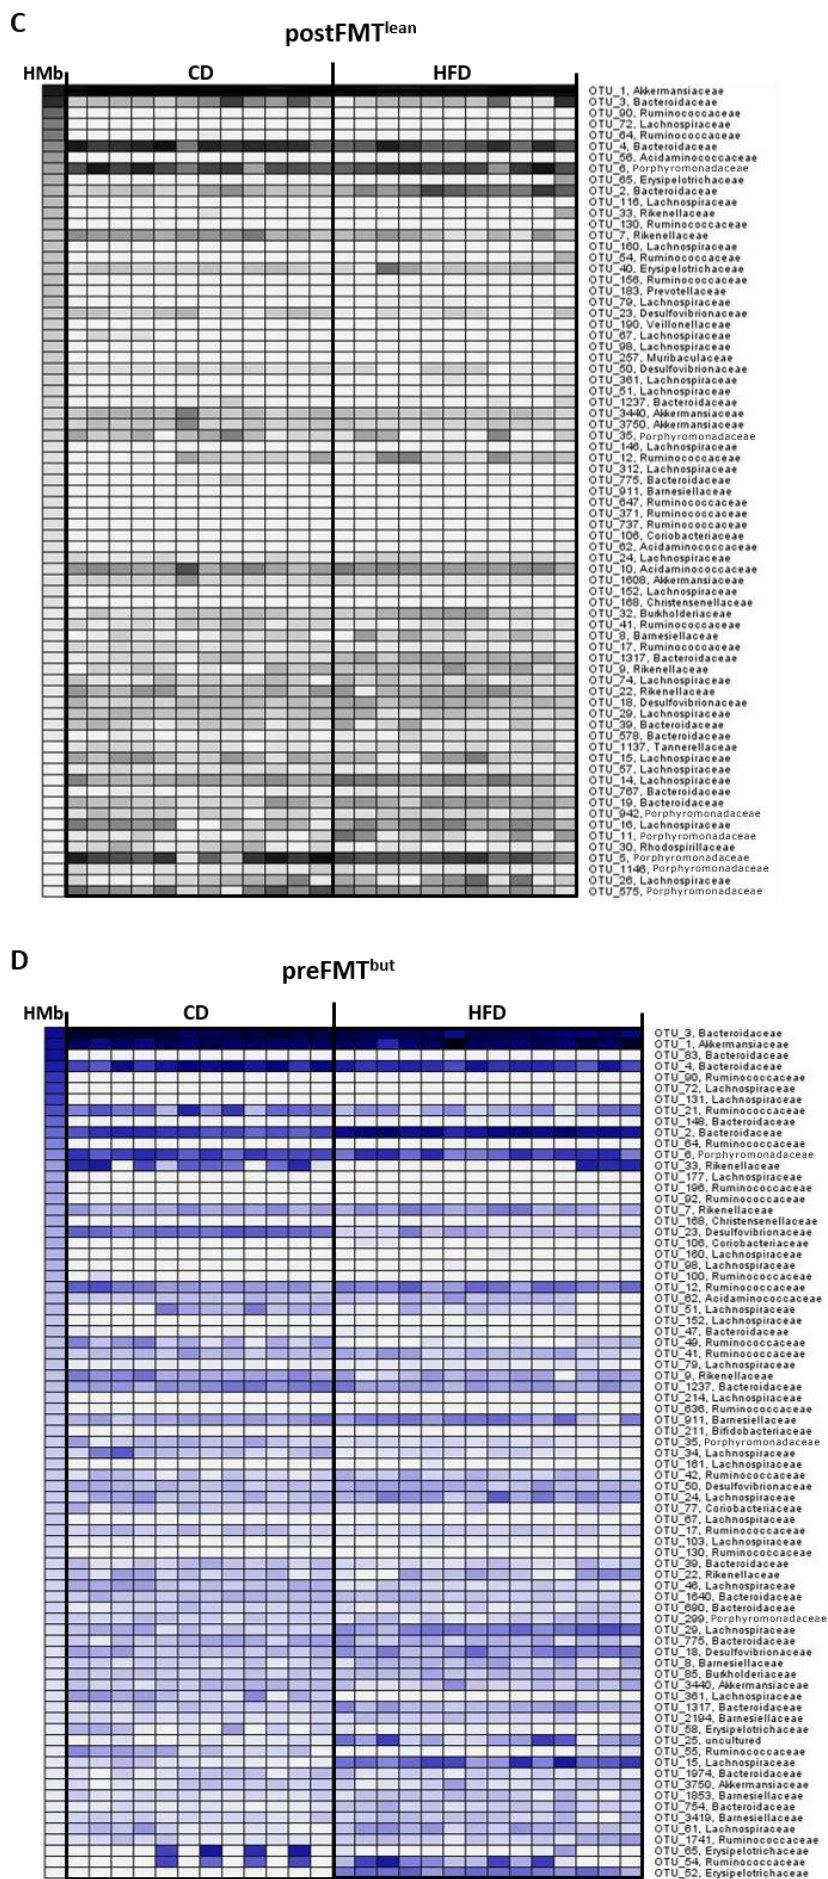 C
postFMTlean
HMb CD HFD
OTU_1, Akkermansiaceae
OTU_3, Bacteroidaceae
OTU_90, Ruminococcaceae
OTU_72, Lachnospiraceae
OTU_64, Ruminococcaceae
OTU_4, Bacteroidaceae
OTU_56, Acidaminococcaceae
OTU_6, Porphyromonadaceae
OTU_65, Erysipelotrichaceae
OTU_2, Bacteroidaceae
OTU_116, Lachnospiraceae
OTU_33, Rikenellaceae
OTU_130, Ruminococcaceae
OTU_7, Rikenellaceae
OTU_160, Lachnospiraceae
OTU_54, Ruminococcaceae
OTU_40, Erysipelotrichaceae
OTU_156, Ruminococcaceae
OTU_183, Prevotellaceae
OTU_79, Lachnospiraceae
OTU_23, Desulfovibrionaceae
OTU_190, Veillonellaceae
OTU_67, Lachnospiraceae
OTU_98, Lachnospiraceae
OTU_257, Muribaculaceae
OTU_50, Desulfovibrionaceae
OTU_361, Lachnospiraceae
OTU_51, Lachnospiraceae
OTU_1237, Bacteroidaceae
OTU_3440, Akkermansiaceae
OTU_3750, Akkermansiaceae
OTU_35, Porphyromonadaceae
OTU_146, Lachnospiraceae
OTU_12, Ruminococcaceae
OTU_312, Lachnospiraceae
OTU_775, Bacteroidaceae
OTU_911, Barnesiellaceae
OTU_647, Ruminococcaceae
OTU_371, Ruminococcaceae
OTU_737, Ruminococcaceae
OTU_106, Coriobacteriaceae
OTU_62, Acidaminococcaceae
OTU_24, Lachnospiraceae
OTU_10, Acidaminococcaceae
OTU_1608, Akkermansiaceae
OTU_152, Lachnospiraceae
OTU_168, Christensenellaceae
OTU_32, Burkholderiaceae
OTU_41, Ruminococcaceae
OTU_8, Barnesiellaceae
OTU_17, Ruminococcaceae
OTU_1317, Bacteroidaceae
OTU_9, Rikenellaceae
OTU_74, Lachnospiraceae
OTU_22, Rikenellaceae
OTU_18, Desulfovibrionaceae
OTU_29, Lachnospiraceae
OTU_39, Bacteroidaceae
OTU_578, Bacteroidaceae
OTU_1137, Tannerellaceae
OTU_15, Lachnospiraceae
OTU_57, Lachnospiraceae
OTU_14, Lachnospiraceae
OTU_767, Bacteroidaceae
OTU_19, Bacteroidaceae
OTU_942, Porphyromonadaceae
OTU_16, Lachnospiraceae
OTU_11, Porphyromonadaceae
OTU_30, Rhodospirillaceae
OTU_5, Porphyromonadaceae
OTU_1146, Porphyromonadaceae
OTU_26, Lachnospiraceae
OTU_575, Porphyromonadaceae
D
preFMTbut
HMb CD HFD
OTU_3, Bacteroidaceae
OTU_1, Akkermansiaceae
OTU_83, Bacteroidaceae
OTU_4, Bacteroidaceae
OTU_90, Ruminococcaceae
OTU_72, Lachnospiraceae
OTU_131, Lachnospiraceae
OTU_21, Ruminococcaceae
OTU_148, Bacteroidaceae
OTU_2, Bacteroidaceae
OTU_64, Ruminococcaceae
OTU_6, Porphyromonadaceae
OTU_33, Rikenellaceae
OTU_177, Lachnospiraceae
OTU_196, Ruminococcaceae
OTU_92, Ruminococcaceae
OTU_7, Rikenellaceae
OTU_168, Christensenellaceae
OTU_23, Desulfovibrionaceae
OTU_106, Coriobacteriaceae
OTU_160, Lachnospiraceae
OTU_98, Lachnospiraceae
OTU_100, Ruminococcaceae
OTU_12, Ruminococcaceae
OTU_62, Acidaminococcaceae
OTU_51, Lachnospiraceae
OTU_152, Lachnospiraceae
OTU_47, Bacteroidaceae
OTU_49, Ruminococcaceae
OTU_41, Ruminococcaceae
OTU_79, Lachnospiraceae
OTU_9, Rikenellaceae
OTU_1237, Bacteroidaceae
OTU_214, Lachnospiraceae
OTU_636, Ruminococcaceae
OTU_911, Barnesiellaceae
OTU_211, Bifidobacteriaceae
OTU_35, Porphyromonadaceae
OTU_34, Lachnospiraceae
OTU_161, Lachnospiraceae
OTU_42, Ruminococcaceae
OTU_50, Desulfovibrionaceae
OTU_24, Lachnospiraceae
OTU_77, Coriobacteriaceae
OTU_67, Lachnospiraceae
OTU_17, Ruminococcaceae
OTU_103, Lachnospiraceae
OTU_130, Ruminococcaceae
OTU_39, Bacteroidaceae
OTU_22, Rikenellaceae
OTU_46, Lachnospiraceae
OTU_1640, Bacteroidaceae
OTU_690, Bacteroidaceae
OTU_299, Porphyromonadaceae
OTU_29, Lachnospiraceae
OTU_775, Bacteroidaceae
OTU_18, Desulfovibrionaceae
OTU_8, Barnesiellaceae
OTU_85, Burkholderiaceae
OTU_3440, Akkermansiaceae
OTU_361, Lachnospiraceae
OTU_1317, Bacteroidaceae
OTU_2194, Barnesiellaceae
OTU_58, Erysipelotrichaceae
OTU_25, uncultured
OTU_55, Ruminococcaceae
OTU_15, Lachnospiraceae
OTU_1974, Bacteroidaceae
OTU_3750, Akkermansiaceae
OTU_1853, Barnesiellaceae
OTU_754, Bacteroidaceae
OTU_3419, Barnesiellaceae
OTU_61, Lachnospiraceae
OTU_1741, Ruminococcaceae
OTU_65, Erysipelotrichaceae
OTU_54, Ruminococcaceae
OTU_52, Erysipelotrichaceae